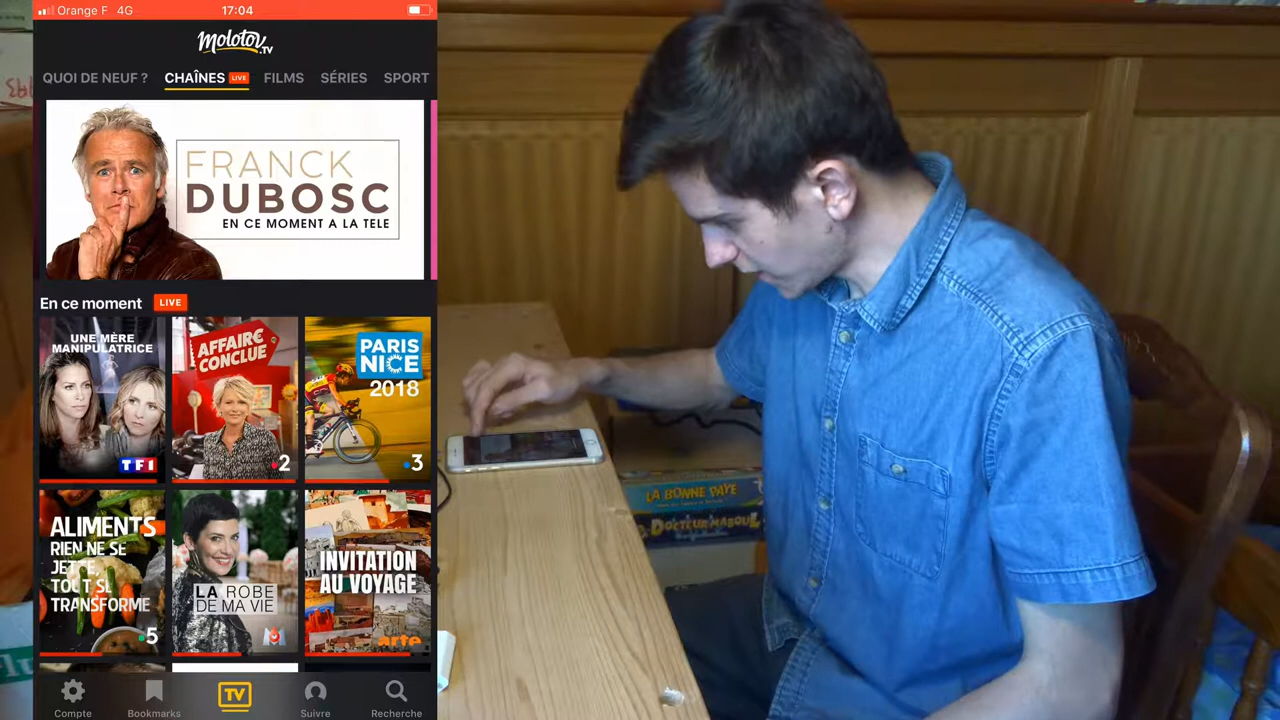 Orange F 4G 17:04
Molotov.TV
QUOI DE NEUF ? CHAÎNES LIVE FILMS SÉRIES SPORT
FRANCK
DUBOSC
EN CE MOMENT A LA TELE
En ce moment LIVE
UNE MÈRE
MANIPULATRICE
TF1
AFFAIRE
CONCLUE
2
PARIS
NICE
2018
3
ALIMENTS
RIEN NE SE
JETTE,
TOUT SE
TRANSFORME
5
LA ROBE
DE MA VIE
M6
INVITATION
AU VOYAGE
arte
Compte Bookmarks TV Suivre Recherche
LA BONNE PAYE
DOCTEUR MABOUL